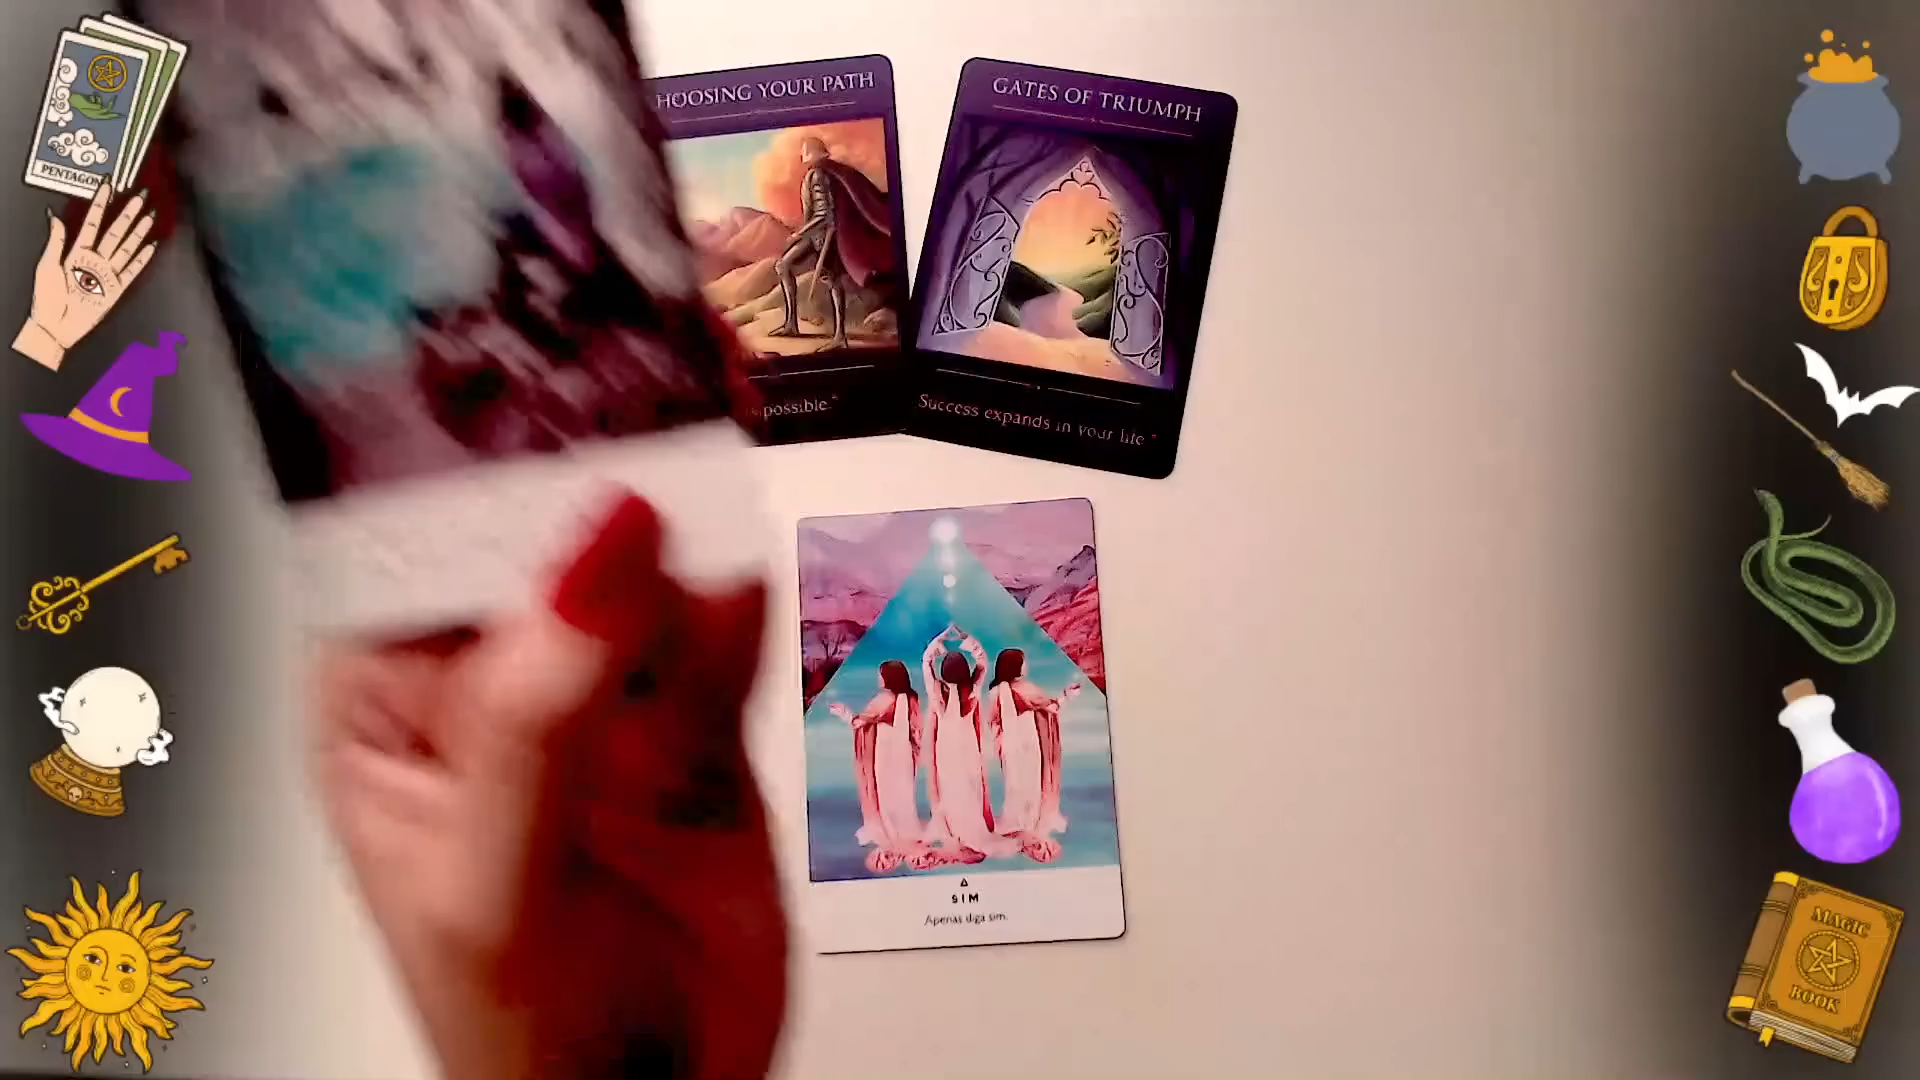 HOOSING YOUR PATH
GATES OF TRIUMPH
possible."
Success expands in your life "
SIM
Apenas diga sim.
PENTAGON
MAGIC
BOOK